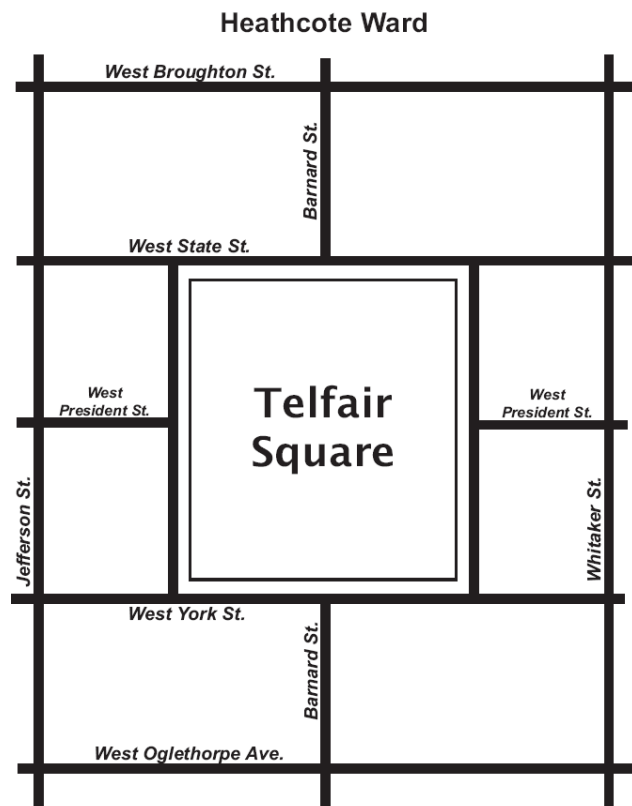 Heathcote Ward
West Broughton St.
Barnard St.
West State St.
West
President St.
West
President St.
Telfair
Square
Jefferson St.
Whitaker St.
West York St.
Barnard St.
West Oglethorpe Ave.